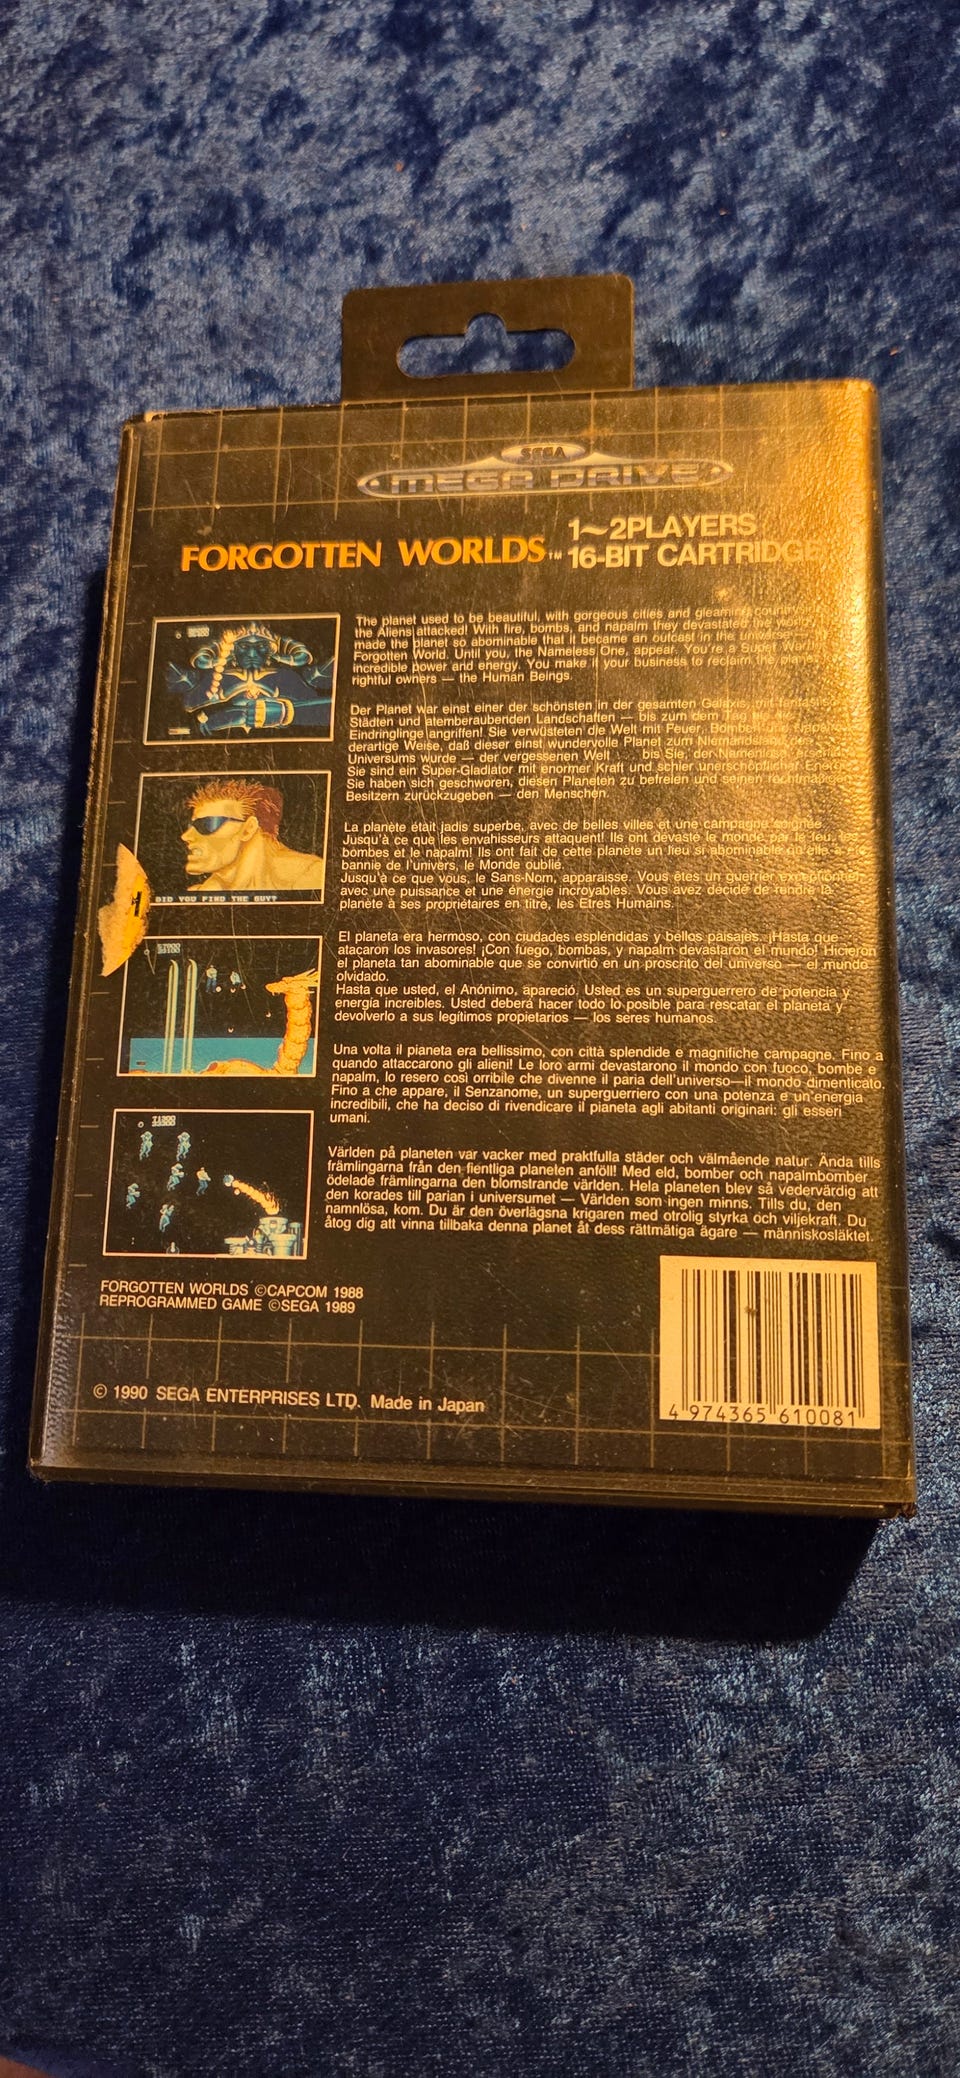 SEGA
MEGA DRIVE
FORGOTTEN WORLDS™
1~2PLAYERS
16-BIT CARTRIDGE
The planet used to be beautiful, with gorgeous cities and gleaming
the Aliens attacked! With fire, bombs, and napalm they devastated the world,
made the planet so abominable that it became an outcast in the universe
Forgotten World. Until you, the Nameless One, appear. You're a Super Warrior
incredible power and energy. You make it your business to reclaim the planet
rightful owners — the Human Beings.
Der Planet war einst einer der schönsten in der gesamten Galaxis, mit
Städten und atemberaubenden Landschaften — bis zum dem Tag
Eindringlinge angriffen! Sie verwüsteten die Welt mit Feuer, Bomben und
derartige Weise, daß dieser einst wundervolle Planet zum Niemandsland des
Universums wurde — der vergessenen Welt bis Sie, der Namenlose,
Sie sind ein Super-Gladiator mit enormer Kraft und schier unerschöpflicher Energie
Sie haben sich geschworen, diesen Planeten zu befreien und seinen rechtmäßigen
Besitzern zurückzugeben — den Menschen.
La planète était jadis superbe, avec de belles villes et une campagne soignée
Jusqu'à ce que les envahisseurs attaquent! Ils ont dévasté le monde par le feu, les
bombes et le napalm! Ils ont fait de cette planète un lieu si abominable qu'elle a été
bannie de l'univers, le Monde oublié.
Jusqu'à ce que vous, le Sans-Nom, apparaisse. Vous êtes un guerrier exceptionnel,
avec une puissance et une énergie incroyables. Vous avez décidé de rendre la
planète à ses propriétaires en titre, les Etres Humains.
El planeta era hermoso, con ciudades espléndidas y bellos paisajes. ¡Hasta que
atacaron los invasores! ¡Con fuego, bombas, y napalm devastaron el mundo! Hicieron
el planeta tan abominable que se convirtió en un proscrito del universo — el mundo
olvidado.
Hasta que usted, el Anónimo, apareció. Usted es un superguerrero de potencia y
energía increibles. Usted deberá hacer todo lo posible para rescatar el planeta y
devolverlo a sus legítimos propietarios — los seres humanos.
Una volta il pianeta era bellissimo, con città splendide e magnifiche campagne. Fino a
quando attaccarono gli alieni! Le loro armi devastarono il mondo con fuoco, bombe e
napalm, lo resero così orribile che divenne il paria dell'universo—il mondo dimenticato.
Fino a che appare, il Senzanome, un superguerriero con una potenza e un'energia
incredibili, che ha deciso di rivendicare il pianeta agli abitanti originari: gli esseri
umani.
Världen på planeten var vacker med praktfulla städer och välmående natur. Ända tills
främlingarna från den fientliga planeten anföll! Med eld, bomber och napalmbomber
ödelade främlingarna den blomstrande världen. Hela planeten blev så vedervärdig att
den korades till parian i universumet — Världen som ingen minns. Tills du, den
namnlösa, kom. Du är den överlägsna krigaren med otrolig styrka och viljekraft. Du
åtog dig att vinna tillbaka denna planet åt dess rättmätiga ägare — människosläktet.
DID YOU FIND THE GUY?
FORGOTTEN WORLDS ©CAPCOM 1988
REPROGRAMMED GAME ©SEGA 1989
© 1990 SEGA ENTERPRISES LTD. Made in Japan
4 974365 610081